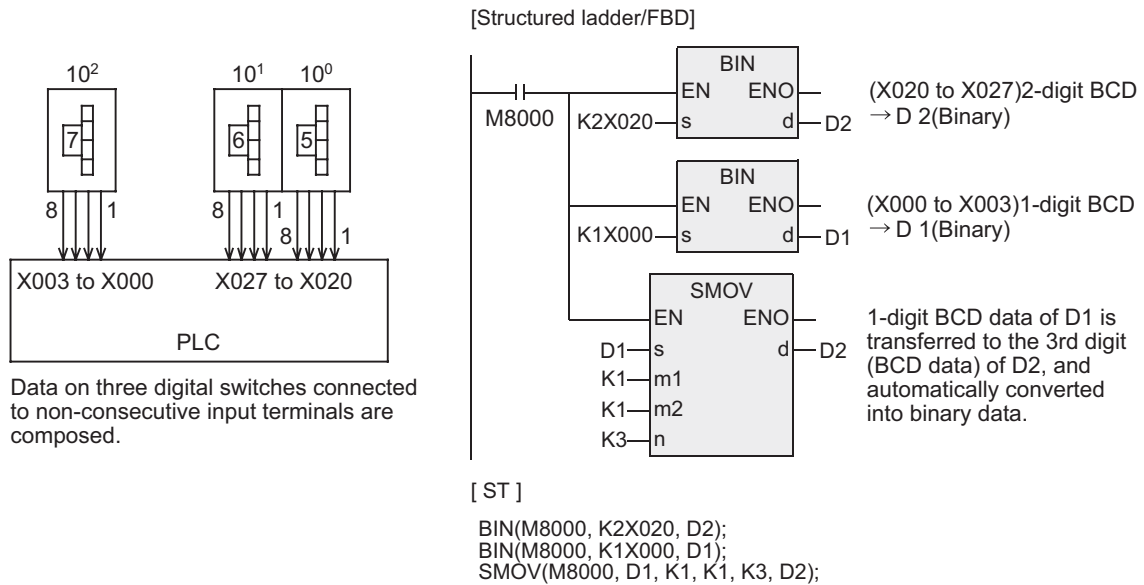 [Structured ladder/FBD]
10² 10¹ 10⁰
7 6 5
8 1 8 1
8 1
X003 to X000 X027 to X020
PLC
Data on three digital switches connected
to non-consecutive input terminals are
composed.
M8000
BIN
EN ENO
K2X020 s d D2
(X020 to X027)2-digit BCD
→D 2(Binary)
BIN
EN ENO
K1X000 s d D1
(X000 to X003)1-digit BCD
→D 1(Binary)
SMOV
EN ENO
D1 s d D2
K1 m1
K1 m2
K3 n
1-digit BCD data of D1 is
transferred to the 3rd digit
(BCD data) of D2, and
automatically converted
into binary data.
[ ST ]
BIN(M8000, K2X020, D2);
BIN(M8000, K1X000, D1);
SMOV(M8000, D1, K1, K1, K3, D2);